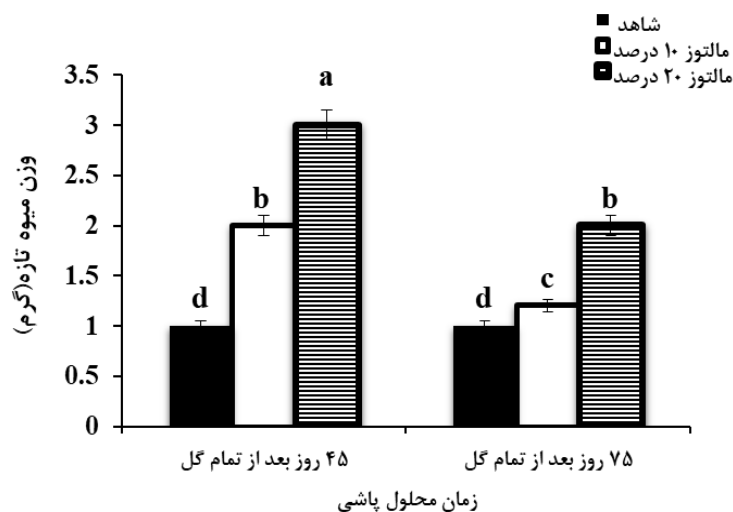 شاهد
مالتوز ۱۰ درصد
مالتوز ۲۰ درصد
وزن میوه تازه(گرم)
3.5
3
2.5
2
1.5
1
0.5
0
d
b
a
d
c
b
۴۵ روز بعد از تمام گل
۷۵ روز بعد از تمام گل
زمان محلول پاشی